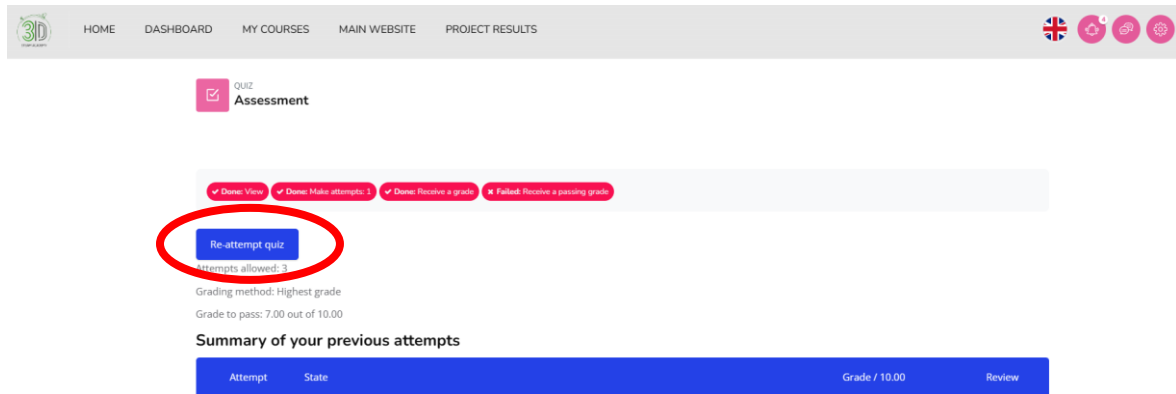 3D
HOME DASHBOARD MY COURSES MAIN WEBSITE PROJECT RESULTS
4
QUIZ
Assessment
Done: View Done: Make attempts: 1 Done: Receive a grade Failed: Receive a passing grade
Re-attempt quiz
Attempts allowed: 3
Grading method: Highest grade
Grade to pass: 7.00 out of 10.00
Summary of your previous attempts
Attempt State Grade / 10.00 Review